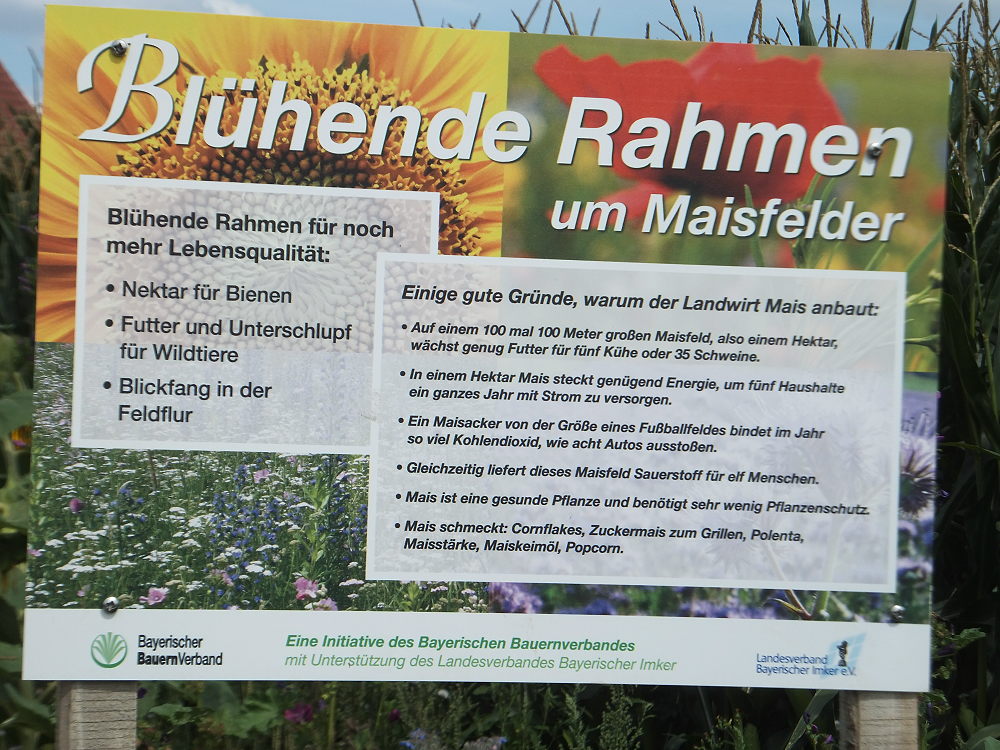 Blühende Rahmen
um Maisfelder
Blühende Rahmen für noch
mehr Lebensqualität:
• Nektar für Bienen
• Futter und Unterschlupf
für Wildtiere
• Blickfang in der
Feldflur
Einige gute Gründe, warum der Landwirt Mais anbaut:
• Auf einem 100 mal 100 Meter großen Maisfeld, also einem Hektar,
wächst genug Futter für fünf Kühe oder 35 Schweine.
• In einem Hektar Mais steckt genügend Energie, um fünf Haushalte
ein ganzes Jahr mit Strom zu versorgen.
• Ein Maisacker von der Größe eines Fußballfeldes bindet im Jahr
so viel Kohlendioxid, wie acht Autos ausstoßen.
• Gleichzeitig liefert dieses Maisfeld Sauerstoff für elf Menschen.
• Mais ist eine gesunde Pflanze und benötigt sehr wenig Pflanzenschutz.
• Mais schmeckt: Cornflakes, Zuckermais zum Grillen, Polenta,
Maisstärke, Maiskeimöl, Popcorn.
Bayerischer
BauernVerband
Eine Initiative des Bayerischen Bauernverbandes
mit Unterstützung des Landesverbandes Bayerischer Imker
Landesverband
Bayerischer Imker e.V.